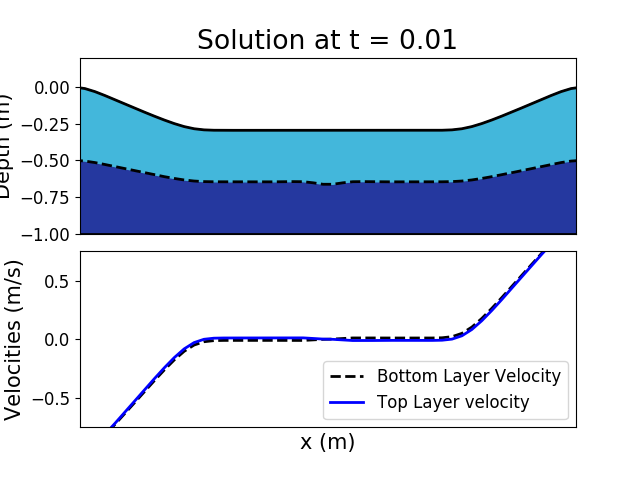 Solution at t = 0.01
Depth (m)
0.00
−0.25
−0.50
−0.75
−1.00
Velocities (m/s)
0.5
0.0
−0.5
Bottom Layer Velocity
Top Layer velocity
x (m)